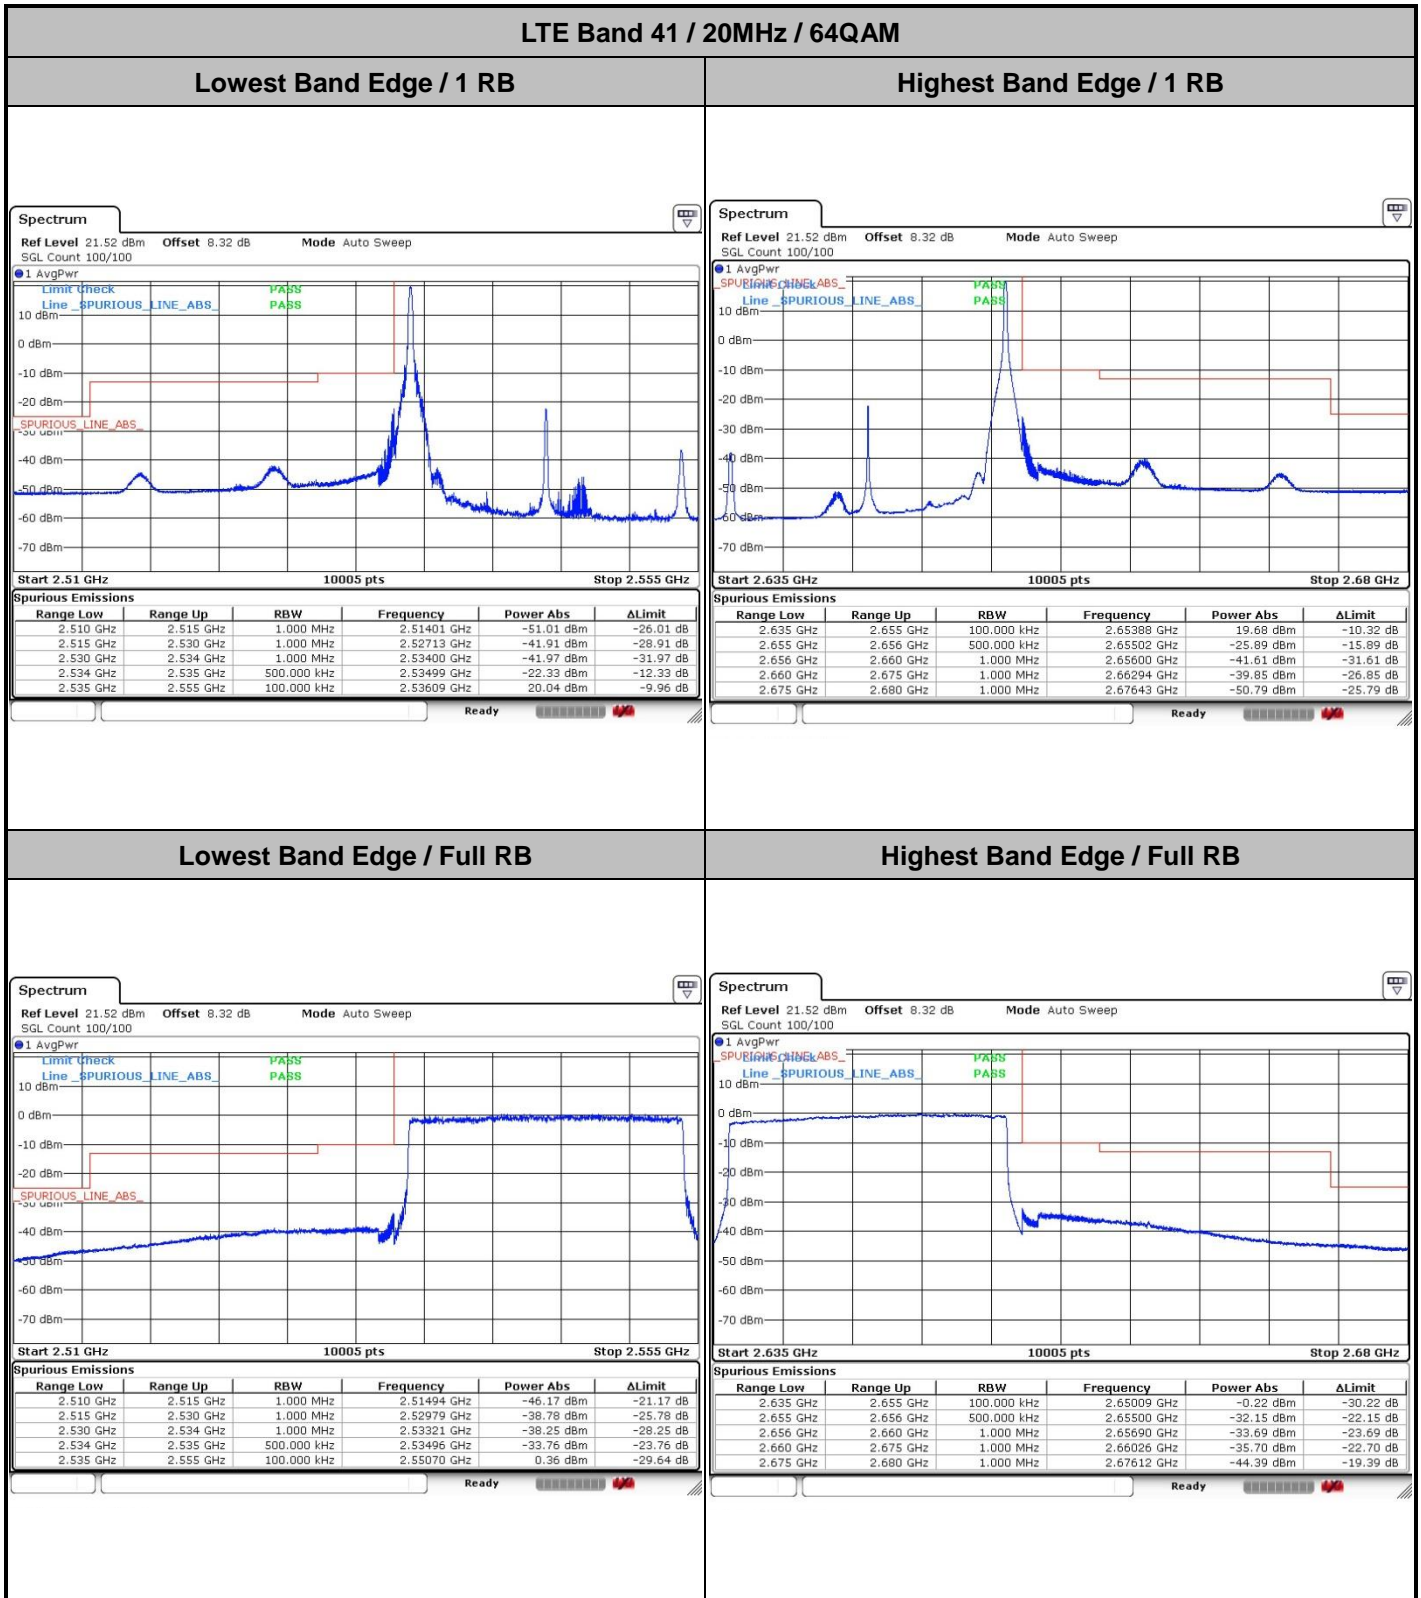 LTE Band 41 / 20MHz / 64QAM
Lowest Band Edge / 1 RB
Highest Band Edge / 1 RB
Spectrum
Ref Level 21.52 dBm Offset 8.32 dB Mode Auto Sweep
SGL Count 100/100
1 AvgPwr
Limit Check PASS
Line _SPURIOUS_LINE_ABS_ PASS
10 dBm
0 dBm
-10 dBm
-20 dBm
_SPURIOUS_LINE_ABS_
-30 dBm
-40 dBm
-50 dBm
-60 dBm
-70 dBm
Start 2.51 GHz 10005 pts Stop 2.555 GHz
Spurious Emissions
Range Low Range Up RBW Frequency Power Abs ΔLimit
2.510 GHz 2.515 GHz 1.000 MHz 2.51401 GHz -51.01 dBm -26.01 dB
2.515 GHz 2.530 GHz 1.000 MHz 2.52713 GHz -41.91 dBm -28.91 dB
2.530 GHz 2.534 GHz 1.000 MHz 2.53400 GHz -41.97 dBm -31.97 dB
2.534 GHz 2.535 GHz 500.000 kHz 2.53499 GHz -22.33 dBm -12.33 dB
2.535 GHz 2.555 GHz 100.000 kHz 2.53609 GHz 20.04 dBm -9.96 dB
Ready
Spectrum
Ref Level 21.52 dBm Offset 8.32 dB Mode Auto Sweep
SGL Count 100/100
1 AvgPwr
_SPURIOUS_LINE_ABS_
Limit Check PASS
Line _SPURIOUS_LINE_ABS_ PASS
10 dBm
0 dBm
-10 dBm
-20 dBm
-30 dBm
-40 dBm
-50 dBm
-60 dBm
-70 dBm
Start 2.635 GHz 10005 pts Stop 2.68 GHz
Spurious Emissions
Range Low Range Up RBW Frequency Power Abs ΔLimit
2.635 GHz 2.655 GHz 100.000 kHz 2.65388 GHz 19.68 dBm -10.32 dB
2.655 GHz 2.656 GHz 500.000 kHz 2.65502 GHz -25.89 dBm -15.89 dB
2.656 GHz 2.660 GHz 1.000 MHz 2.65600 GHz -41.61 dBm -31.61 dB
2.660 GHz 2.675 GHz 1.000 MHz 2.66294 GHz -39.85 dBm -26.85 dB
2.675 GHz 2.680 GHz 1.000 MHz 2.67643 GHz -50.79 dBm -25.79 dB
Ready
Lowest Band Edge / Full RB
Highest Band Edge / Full RB
Spectrum
Ref Level 21.52 dBm Offset 8.32 dB Mode Auto Sweep
SGL Count 100/100
1 AvgPwr
Limit Check PASS
Line _SPURIOUS_LINE_ABS_ PASS
10 dBm
0 dBm
-10 dBm
-20 dBm
_SPURIOUS_LINE_ABS_
-30 dBm
-40 dBm
-50 dBm
-60 dBm
-70 dBm
Start 2.51 GHz 10005 pts Stop 2.555 GHz
Spurious Emissions
Range Low Range Up RBW Frequency Power Abs ΔLimit
2.510 GHz 2.515 GHz 1.000 MHz 2.51494 GHz -46.17 dBm -21.17 dB
2.515 GHz 2.530 GHz 1.000 MHz 2.52979 GHz -38.78 dBm -25.78 dB
2.530 GHz 2.534 GHz 1.000 MHz 2.53321 GHz -38.25 dBm -28.25 dB
2.534 GHz 2.535 GHz 500.000 kHz 2.53496 GHz -33.76 dBm -23.76 dB
2.535 GHz 2.555 GHz 100.000 kHz 2.55070 GHz 0.36 dBm -29.64 dB
Ready
Spectrum
Ref Level 21.52 dBm Offset 8.32 dB Mode Auto Sweep
SGL Count 100/100
1 AvgPwr
_SPURIOUS_LINE_ABS_
Limit Check PASS
Line _SPURIOUS_LINE_ABS_ PASS
10 dBm
0 dBm
-10 dBm
-20 dBm
-30 dBm
-40 dBm
-50 dBm
-60 dBm
-70 dBm
Start 2.635 GHz 10005 pts Stop 2.68 GHz
Spurious Emissions
Range Low Range Up RBW Frequency Power Abs ΔLimit
2.635 GHz 2.655 GHz 100.000 kHz 2.65009 GHz -0.22 dBm -30.22 dB
2.655 GHz 2.656 GHz 500.000 kHz 2.65500 GHz -32.15 dBm -22.15 dB
2.656 GHz 2.660 GHz 1.000 MHz 2.65690 GHz -33.69 dBm -23.69 dB
2.660 GHz 2.675 GHz 1.000 MHz 2.66026 GHz -35.70 dBm -22.70 dB
2.675 GHz 2.680 GHz 1.000 MHz 2.67612 GHz -44.39 dBm -19.39 dB
Ready